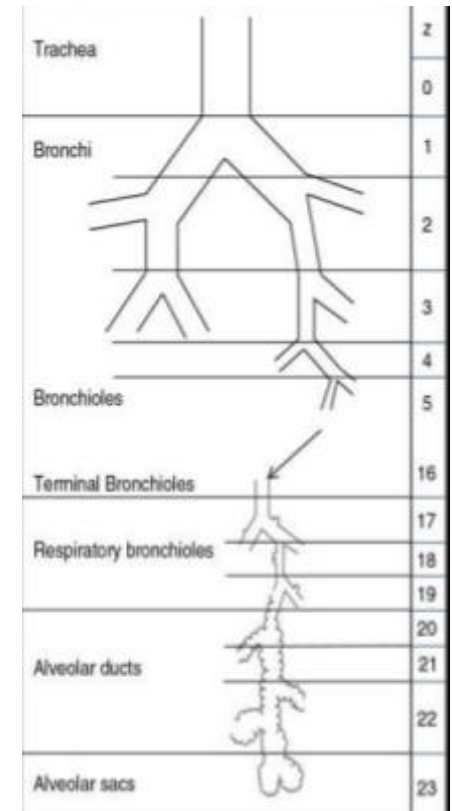 z
Trachea
0
Bronchi
1
2
3
4
Bronchioles
5
16
Terminal Bronchioles
17
Respiratory bronchioles
18
19
20
Alveolar ducts
21
22
Alveolar sacs
23